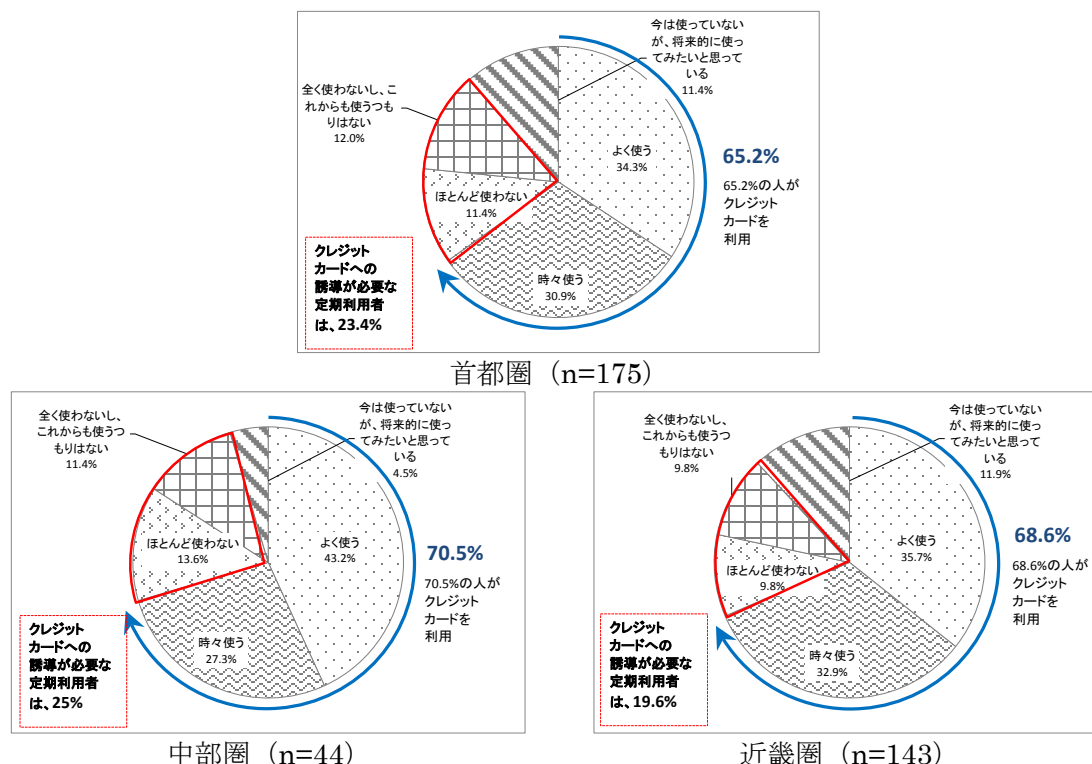 今は使っていない
が、将来的に使っ
てみたいと思って
いる
11.4%
全く使わないし、こ
れからも使うつも
りはない
12.0%
よく使う
34.3%
65.2%
65.2%の人が
クレジット
カードを
利用
ほとんど使わない
11.4%
時々使う
30.9%
クレジット
カードへの
誘導が必要な
定期利用者
は、23.4%
首都圏（n=175）
全く使わないし、
これからも使うつ
もりはない
11.4%
今は使っていない
が、将来的に使っ
てみたいと思って
いる
4.5%
よく使う
43.2%
70.5%
70.5%の人が
クレジット
カードを
利用
ほとんど使わない
13.6%
時々使う
27.3%
クレジット
カードへの
誘導が必要な
定期利用者
は、25%
中部圏（n=44）
全く使わないし、
これからも使うつ
もりはない
9.8%
今は使っていない
が、将来的に使っ
てみたいと思って
いる
11.9%
よく使う
35.7%
68.6%
68.6%の人が
クレジット
カードを
利用
ほとんど使わない
9.8%
時々使う
32.9%
クレジット
カードへの
誘導が必要な
定期利用者
は、19.6%
近畿圏（n=143）